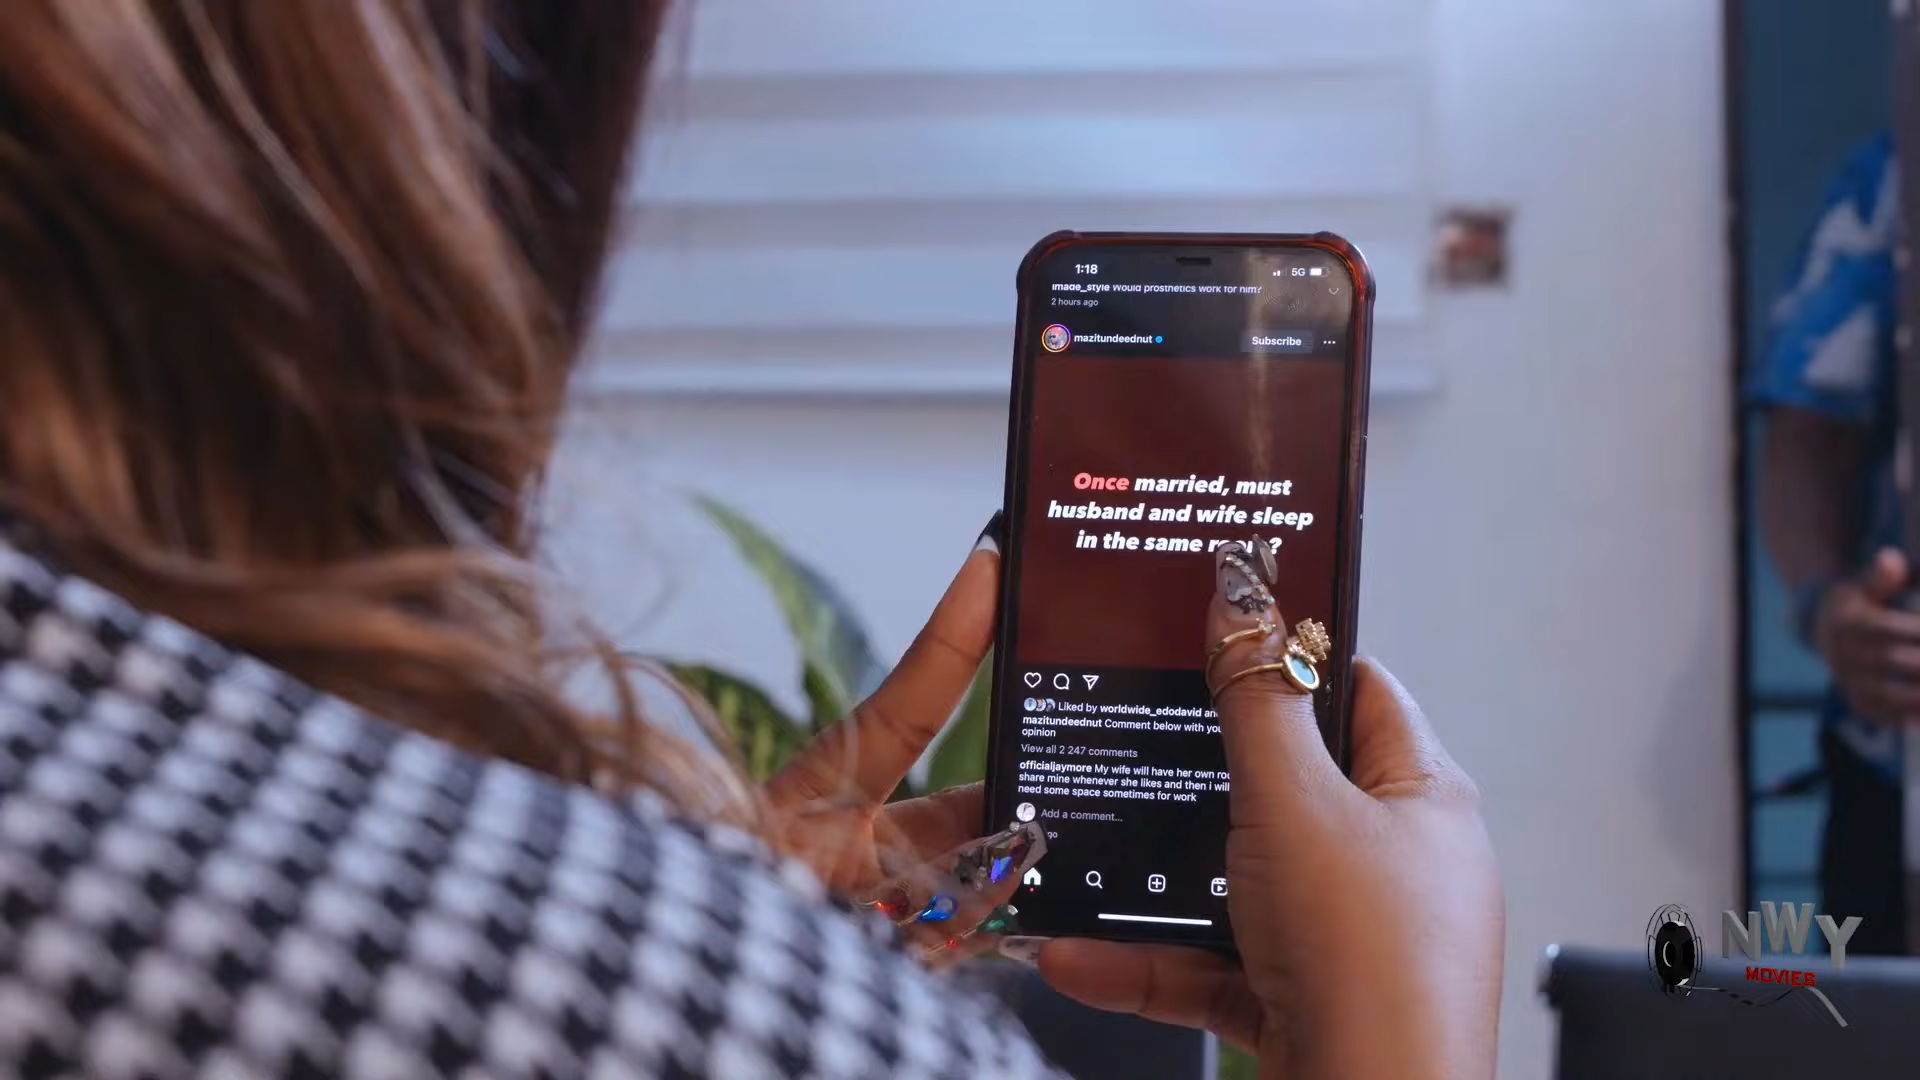 1:18
5G
imade_style Would prosthetics work for him?
2 hours ago
mazitundeednut
Subscribe
Once married, must
husband and wife sleep
in the same
Liked by worldwide_edodavid
mazitundeednut Comment below with
opinion
View all 2 247 comments
officialjaymore My wife will have her own
share mine whenever she likes and then i will
need some space sometimes for work
Add a comment...
ago
NWY
MOVIES